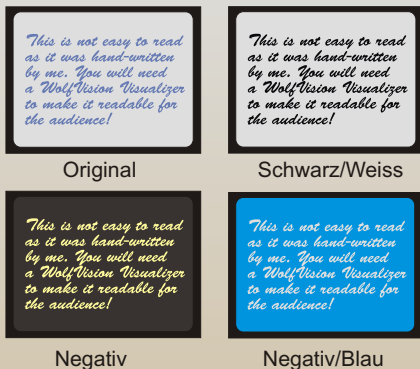 This is not easy to read
as it was hand-written
by me. You will need
a WolfVision Visualizer
to make it readable for
the audience!
Original
This is not easy to read
as it was hand-written
by me. You will need
a WolfVision Visualizer
to make it readable for
the audience!
Schwarz/Weiss
This is not easy to read
as it was hand-written
by me. You will need
a WolfVision Visualizer
to make it readable for
the audience!
Negativ
This is not easy to read
as it was hand-written
by me. You will need
a WolfVision Visualizer
to make it readable for
the audience!
Negativ/Blau